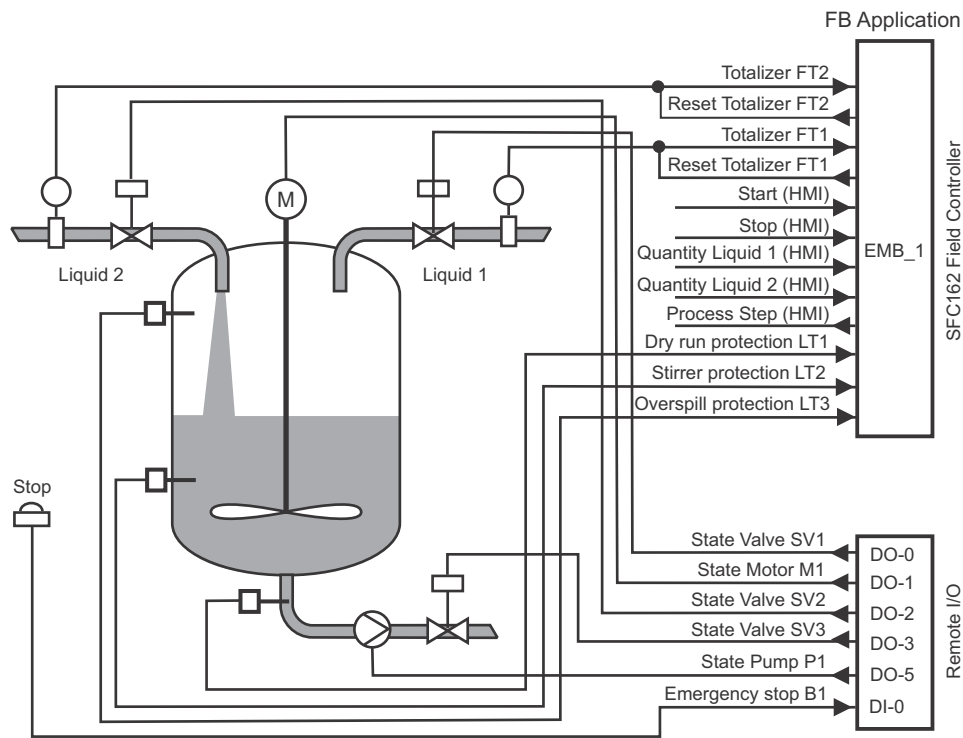 FB Application
Totalizer FT2
Reset Totalizer FT2
Totalizer FT1
Reset Totalizer FT1
Start (HMI)
Stop (HMI)
Quantity Liquid 1 (HMI)
Quantity Liquid 2 (HMI)
Process Step (HMI)
Dry run protection LT1
Stirrer protection LT2
Overspill protection LT3
EMB_1
SFC162 Field Controller
M
Liquid 2
Liquid 1
Stop
State Valve SV1
DO-0
State Motor M1
DO-1
State Valve SV2
DO-2
State Valve SV3
DO-3
State Pump P1
DO-5
Emergency stop B1
DI-0
Remote I/O